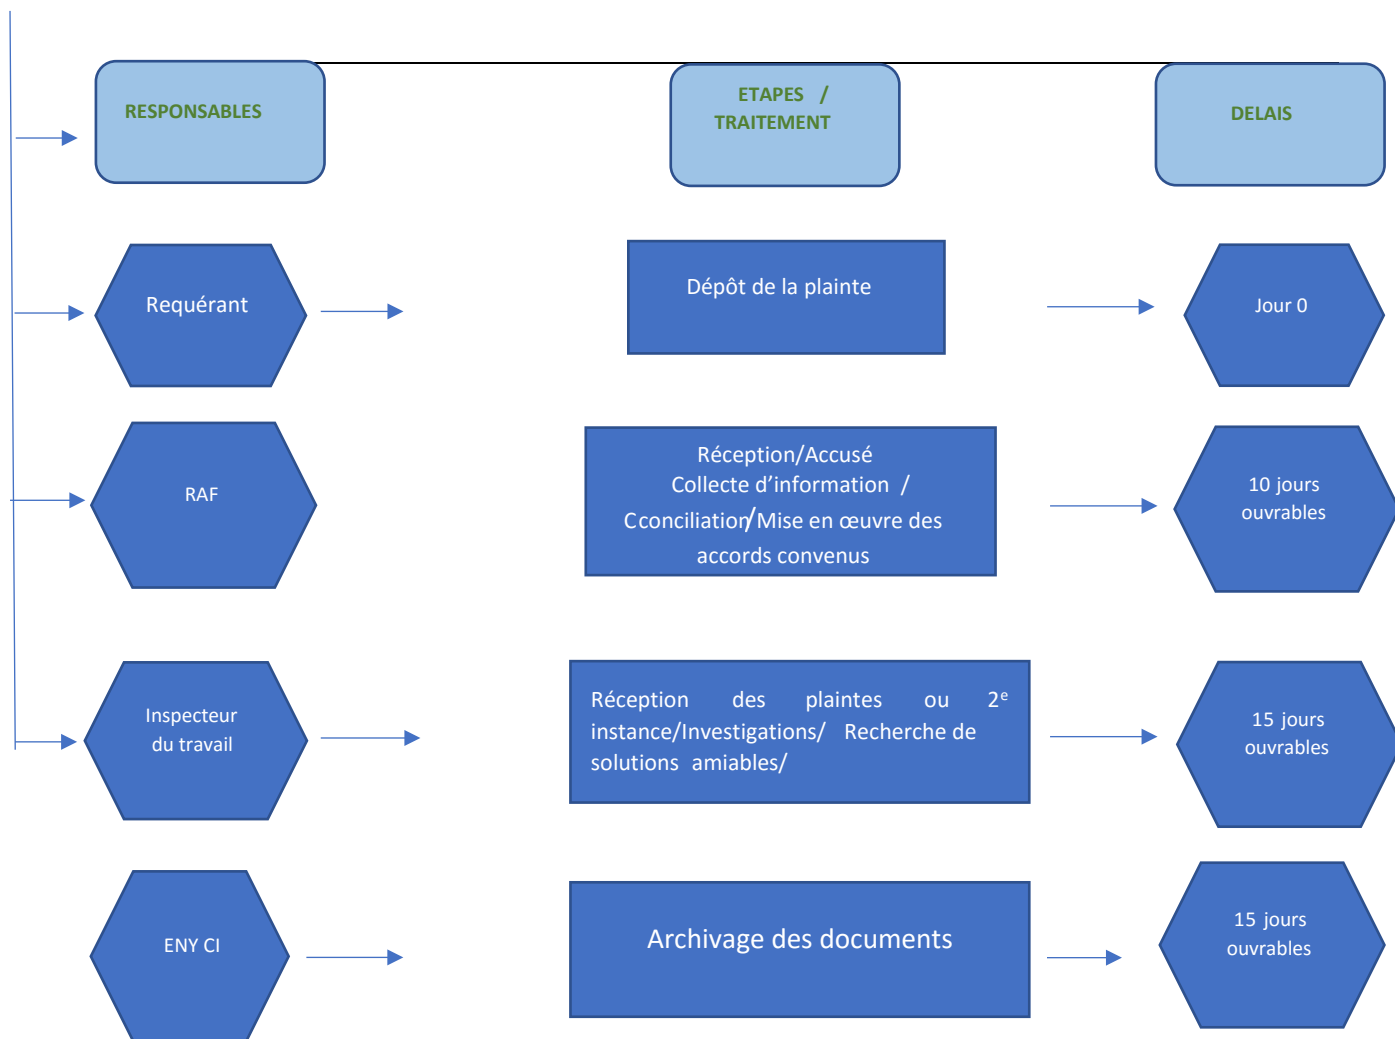 RESPONSABLES
ETAPES /
TRAITEMENT
DELAIS
Requérant
Dépôt de la plainte
Jour 0
RAF
Réception/Accusé
Collecte d’information /
Cconciliation/Mise en œuvre des
accords convenus
10 jours
ouvrables
Inspecteur
du travail
Réception des plaintes ou 2e
instance/Investigations/ Recherche de
solutions amiables/
15 jours
ouvrables
ENY CI
Archivage des documents
15 jours
ouvrables